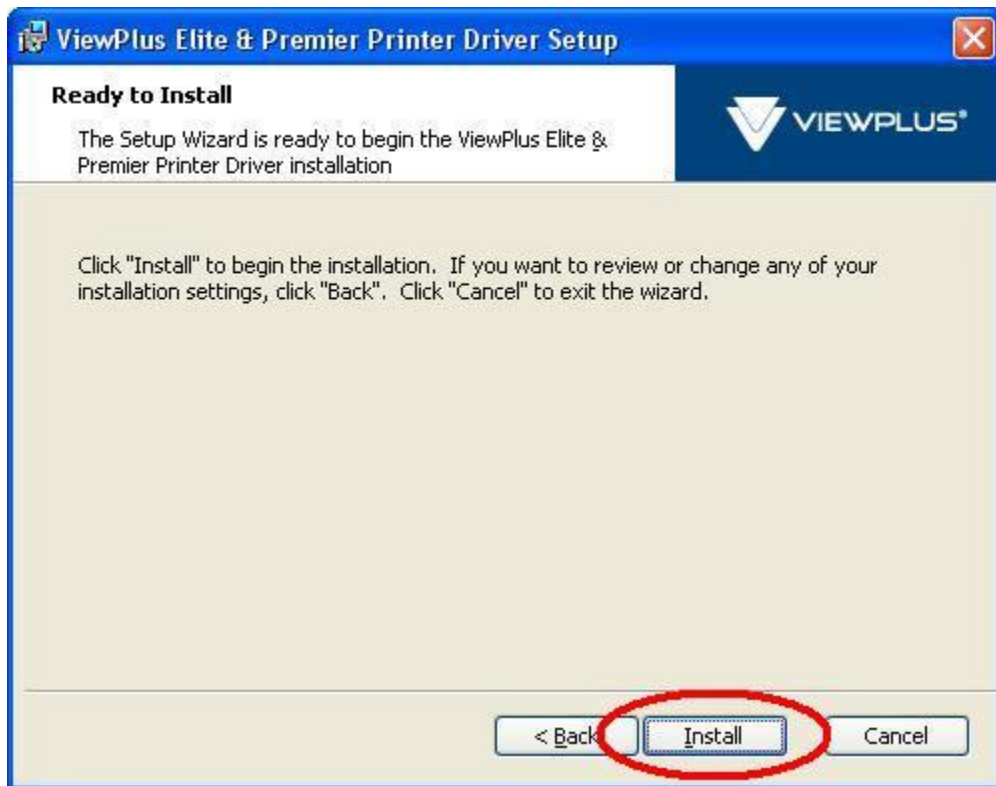 ViewPlus Elite & Premier Printer Driver Setup
Ready to Install
VIEWPLUS®
The Setup Wizard is ready to begin the ViewPlus Elite &
Premier Printer Driver installation
Click "Install" to begin the installation. If you want to review or change any of your
installation settings, click "Back". Click "Cancel" to exit the wizard.
< Back Install Cancel